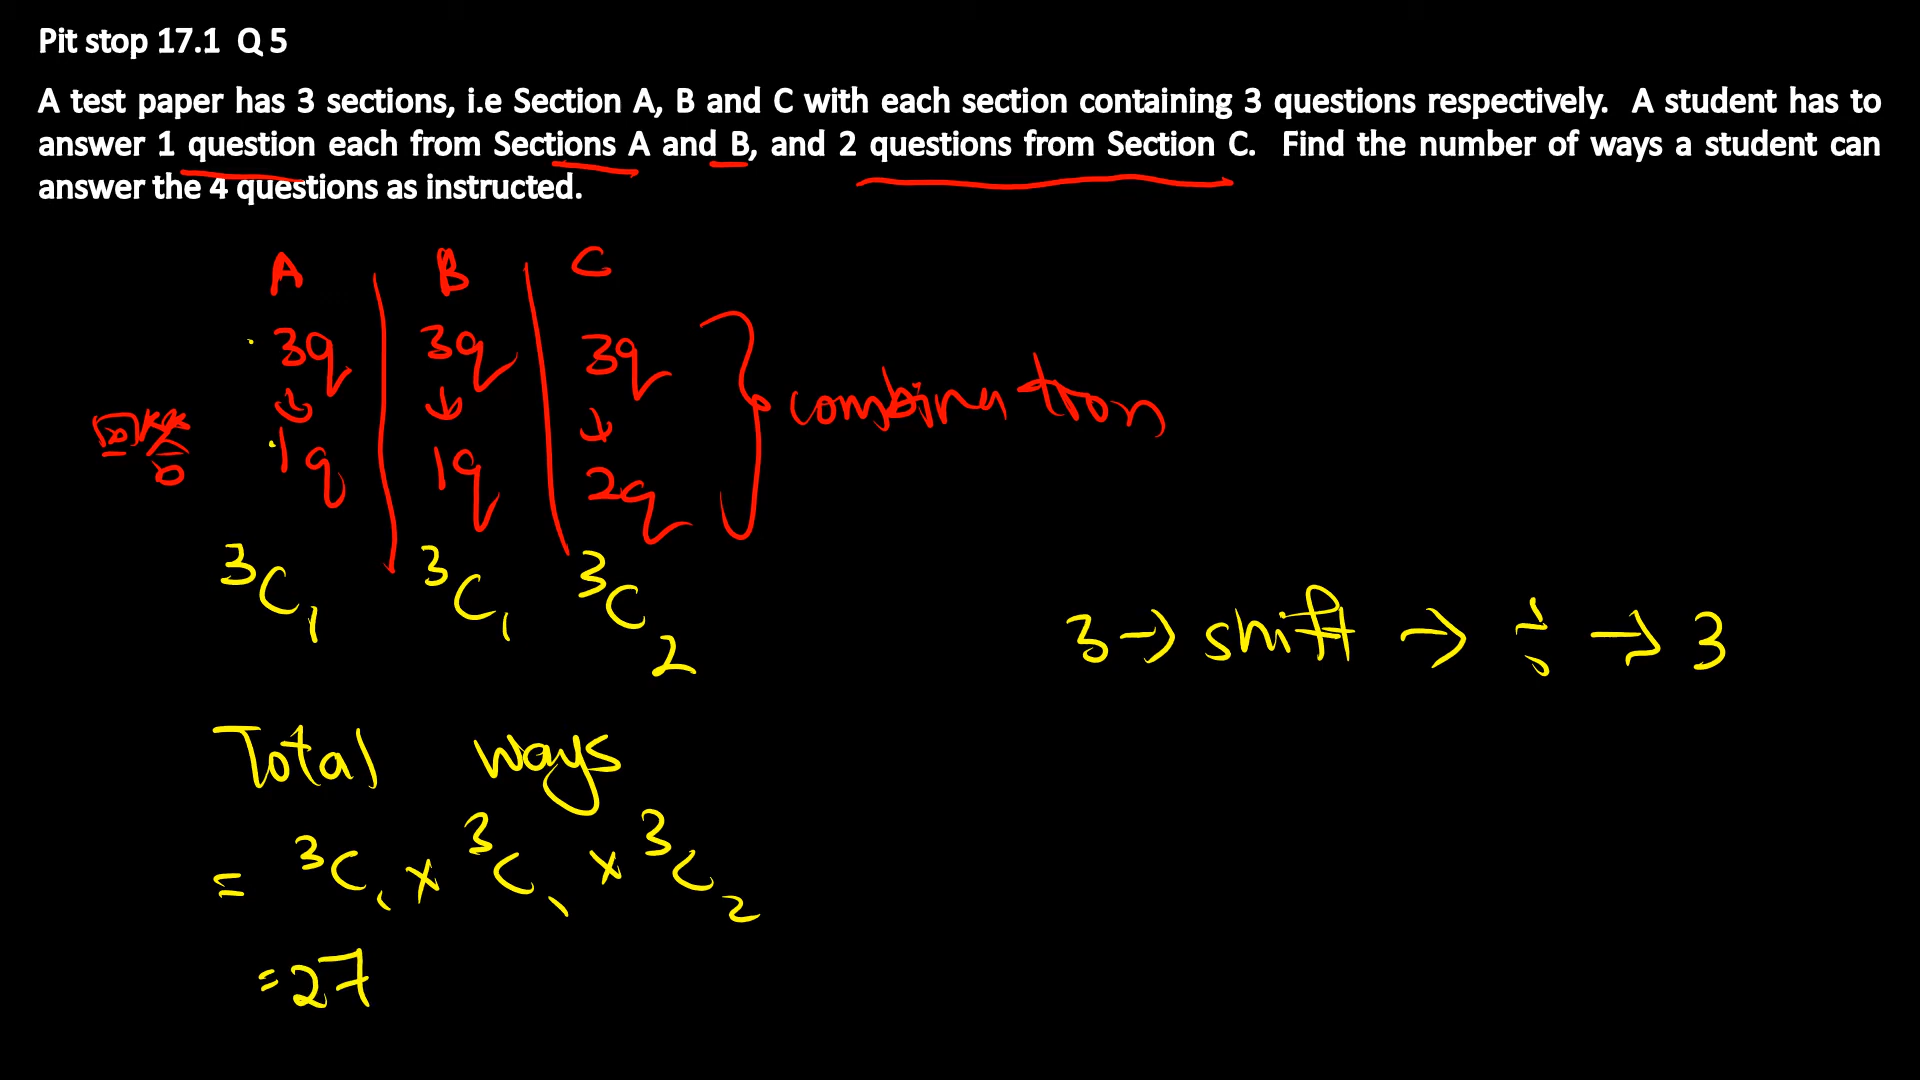 Pit stop 17.1 Q 5
A test paper has 3 sections, i.e Section A, B and C with each section containing 3 questions respectively. A student has to
answer 1 question each from Sections A and B, and 2 questions from Section C. Find the number of ways a student can
answer the 4 questions as instructed.
A B C
3q 3q 3q
↓ ↓ ↓
1q 1q 2q
combination
³C₁ ³C₁ ³C₂
3 → shift → ÷ → 3
Total ways
= ³C₁ × ³C₁ × ³C₂
= 27